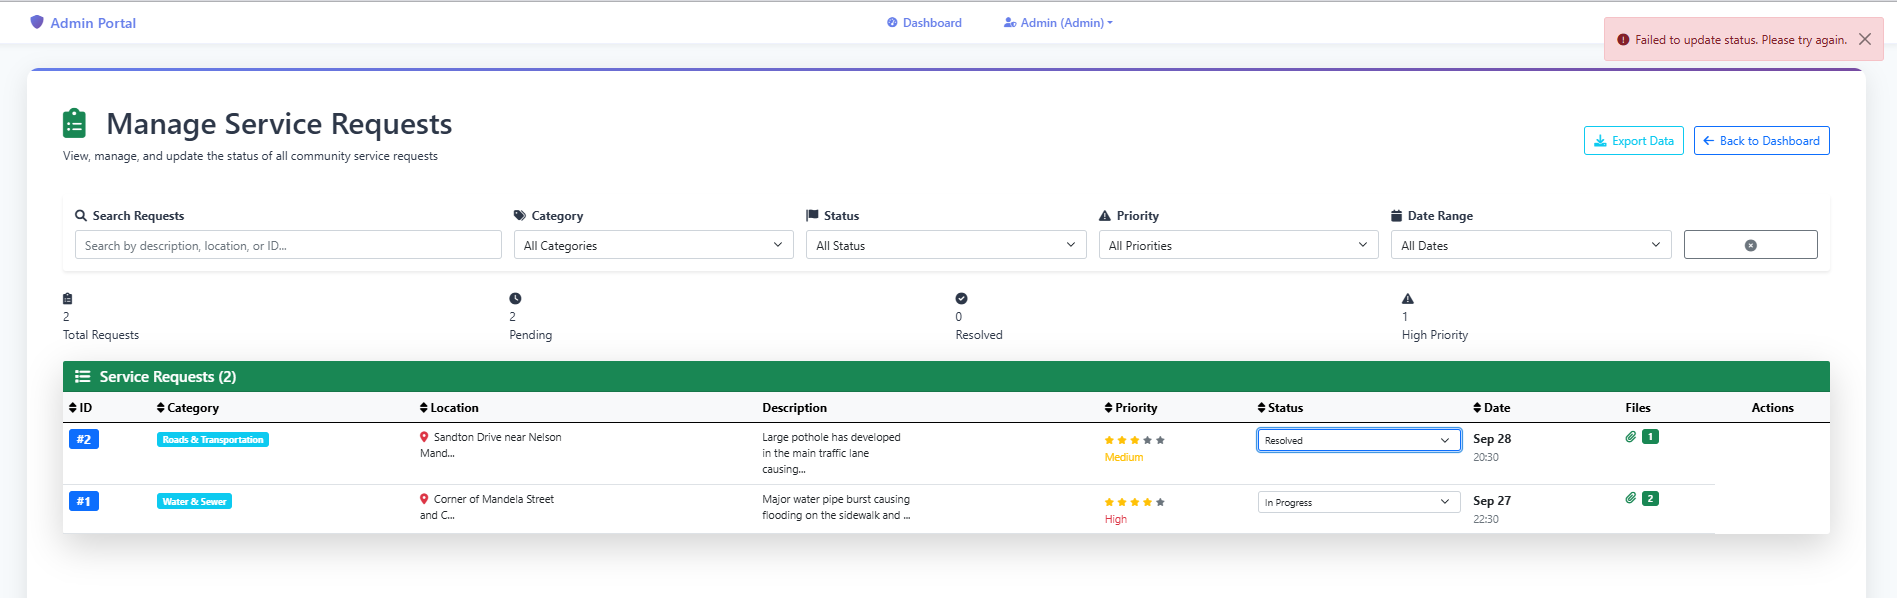 Admin Portal
Dashboard
Admin (Admin)
Failed to update status. Please try again.
Manage Service Requests
View, manage, and update the status of all community service requests
Export Data
Back to Dashboard
Search Requests
Category
Status
Priority
Date Range
Search by description, location, or ID...
All Categories
All Status
All Priorities
All Dates
2
Total Requests
2
Pending
0
Resolved
1
High Priority
Service Requests (2)
ID
Category
Location
Description
Priority
Status
Date
Files
Actions
#2
Roads & Transportation
Sandton Drive near Nelson
Mand...
Large pothole has developed
in the main traffic lane
causing...
Medium
Resolved
Sep 28
20:30
1
#1
Water & Sewer
Corner of Mandela Street
and C...
Major water pipe burst causing
flooding on the sidewalk and ...
High
In Progress
Sep 27
22:30
2